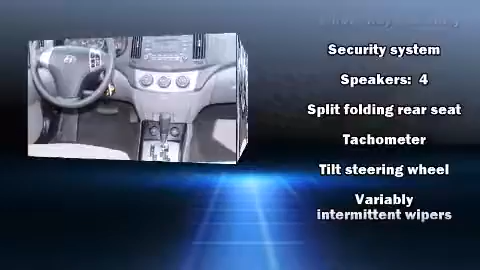 Security system
Speakers: 4
Split folding rear seat
Tachometer
Tilt steering wheel
Variably
intermittent wipers